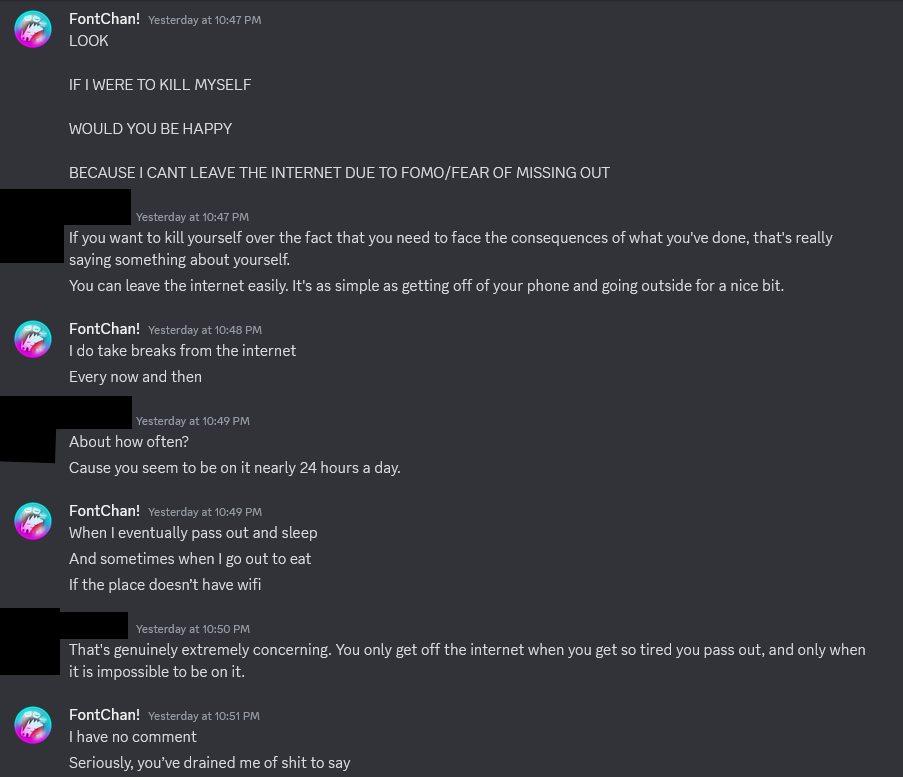 FontChan! Yesterday at 10:47 PM
LOOK
IF I WERE TO KILL MYSELF
WOULD YOU BE HAPPY
BECAUSE I CANT LEAVE THE INTERNET DUE TO FOMO/FEAR OF MISSING OUT
Yesterday at 10:47 PM
If you want to kill yourself over the fact that you need to face the consequences of what you've done, that's really
saying something about yourself.
You can leave the internet easily. It's as simple as getting off of your phone and going outside for a nice bit.
FontChan! Yesterday at 10:48 PM
I do take breaks from the internet
Every now and then
Yesterday at 10:49 PM
About how often?
Cause you seem to be on it nearly 24 hours a day.
FontChan! Yesterday at 10:49 PM
When I eventually pass out and sleep
And sometimes when I go out to eat
If the place doesn’t have wifi
Yesterday at 10:50 PM
That's genuinely extremely concerning. You only get off the internet when you get so tired you pass out, and only when
it is impossible to be on it.
FontChan! Yesterday at 10:51 PM
I have no comment
Seriously, you’ve drained me of shit to say